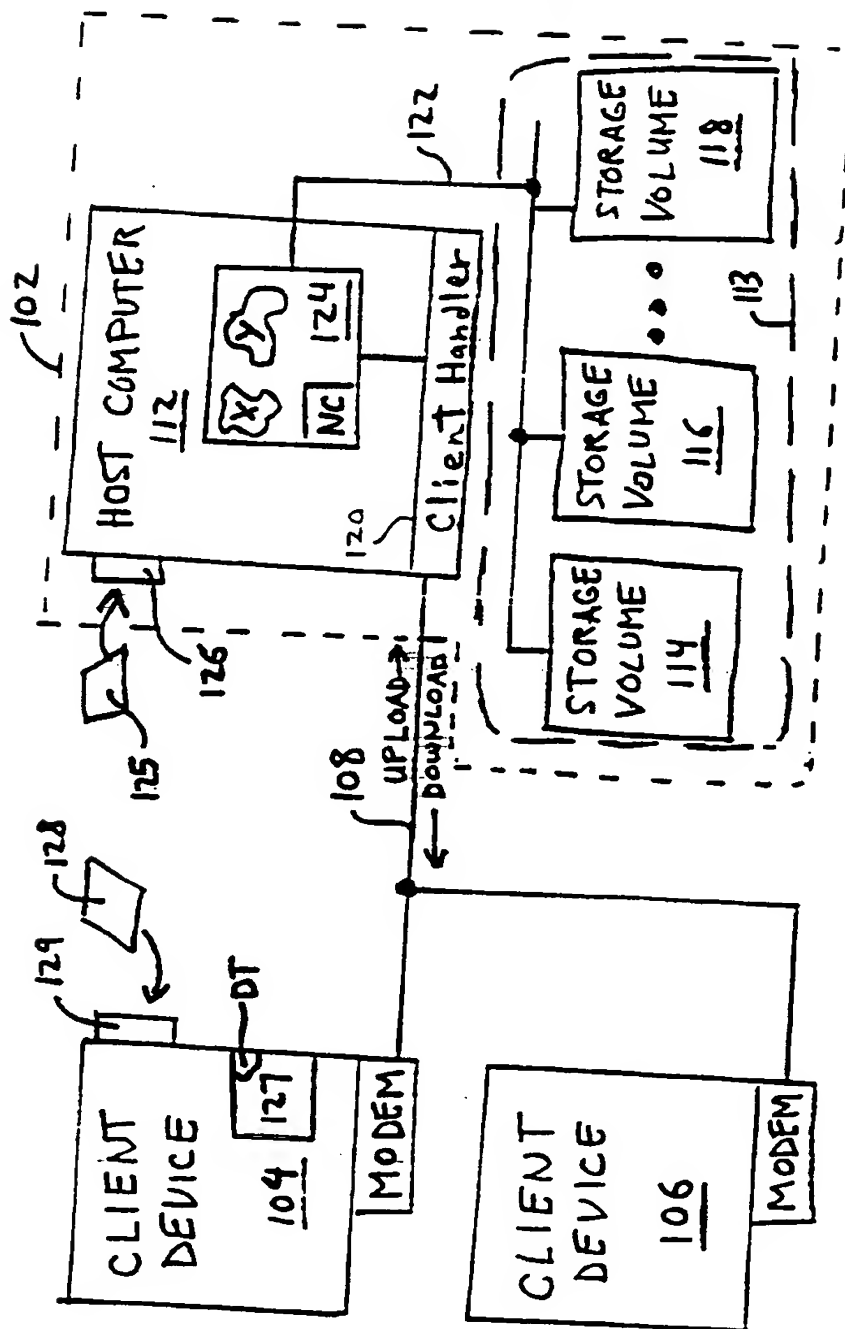 102
HOST COMPUTER
112
X
Y
NC
124
120
Client Handler
122
126
125
128
129
DT
127
CLIENT
DEVICE
104
MODEM
108
UPLOAD
DOWNLOAD
CLIENT
DEVICE
106
MODEM
STORAGE
VOLUME
114
STORAGE
VOLUME
116
STORAGE
VOLUME
118
113